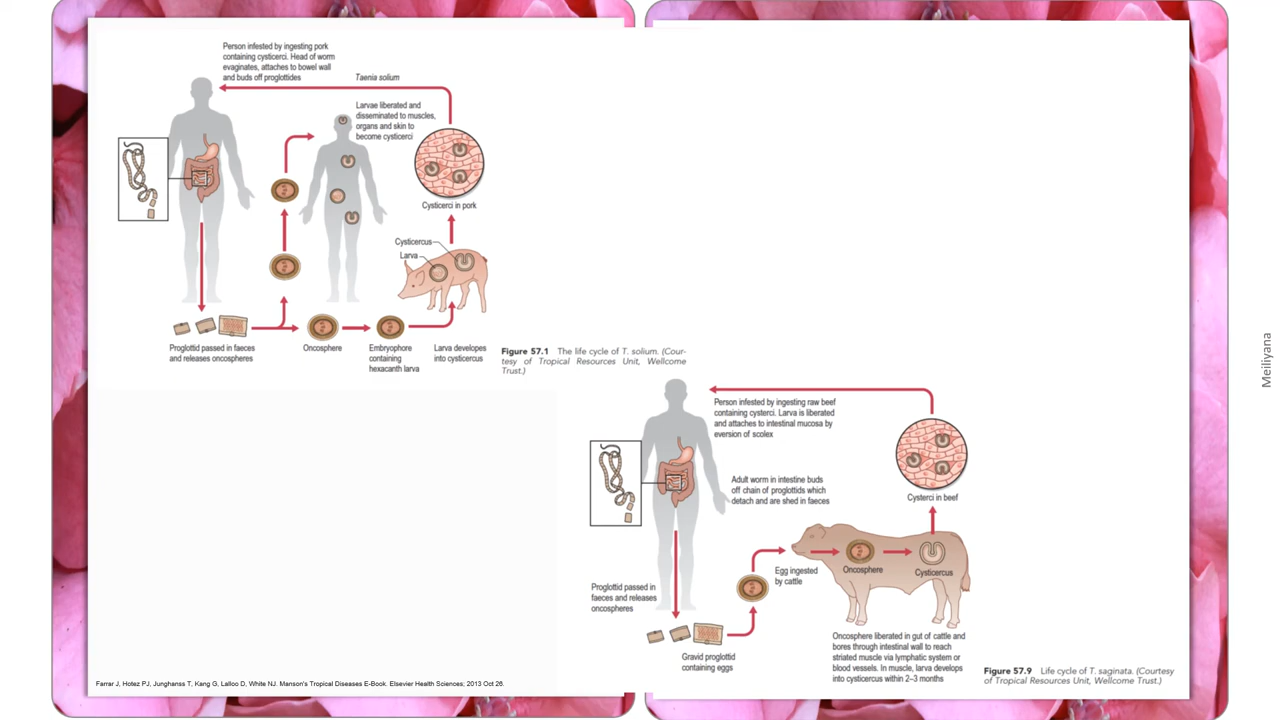 Person infested by ingesting pork
containing cysticerci. Head of worm
evaginates, attaches to bowel wall
and buds off proglottides
Taenia solium
Larvae liberated and
disseminated to muscles,
organs and skin to
become cysticerci
Cysticerci in pork
Cysticercus
Larva
Proglottid passed in faeces
and releases oncospheres
Oncosphere
Embryophore
containing
hexacanth larva
Larva developes
into cysticercus
Figure 57.1 The life cycle of T. solium. (Cour-
tesy of Tropical Resources Unit, Wellcome
Trust.)
Person infested by ingesting raw beef
containing cysterci. Larva is liberated
and attaches to intestinal mucosa by
eversion of scolex
Adult worm in intestine buds
off chain of proglottids which
detach and are shed in faeces
Cysterci in beef
Egg ingested
by cattle
Oncosphere
Cysticercus
Proglottid passed in
faeces and releases
oncospheres
Gravid proglottid
containing eggs
Oncosphere liberated in gut of cattle and
bores through intestinal wall to reach
striated muscle via lymphatic system or
blood vessels. In muscle, larva develops
into cysticercus within 2–3 months
Figure 57.9 Life cycle of T. saginata. (Courtesy
of Tropical Resources Unit, Wellcome Trust.)
Farrar J, Hotez PJ, Junghanss T, Kang G, Lalloo D, White NJ. Manson's Tropical Diseases E-Book. Elsevier Health Sciences; 2013 Oct 26.
Meiliyana